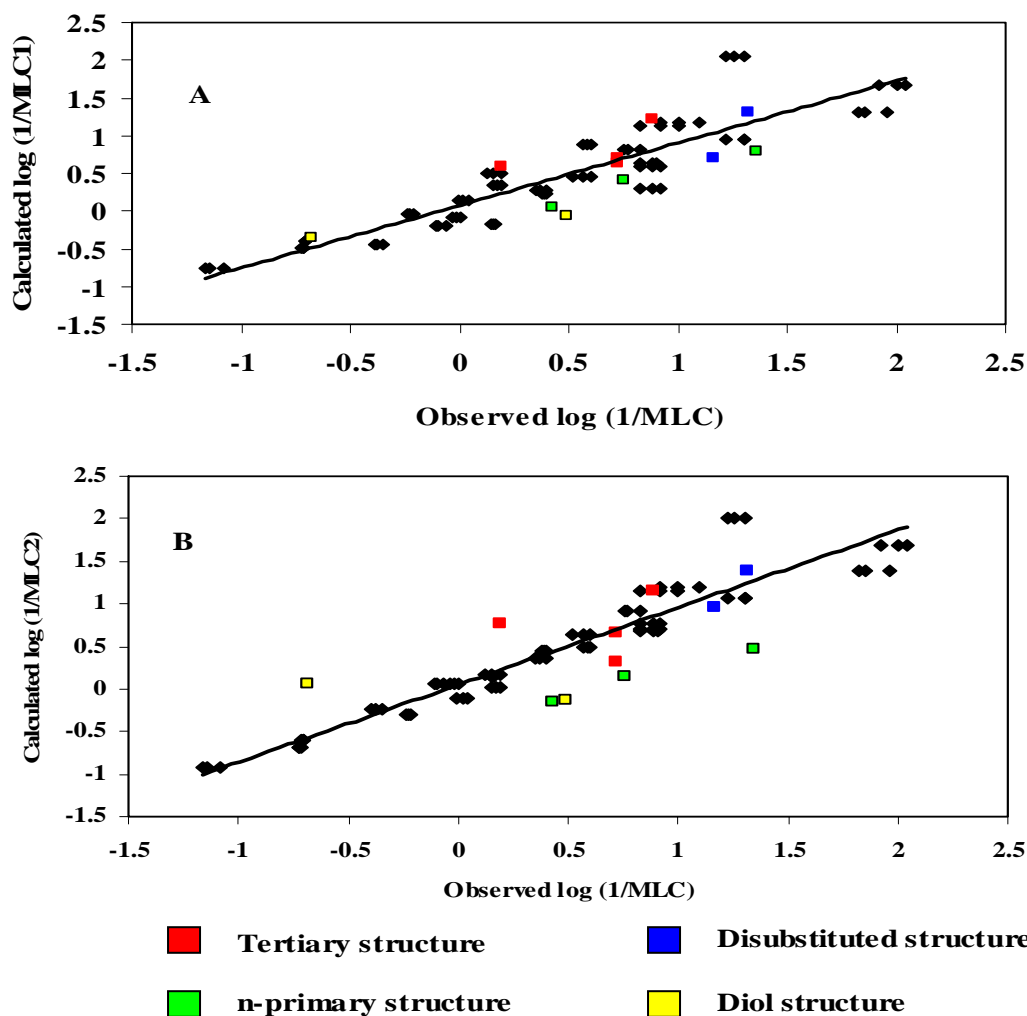 2.5
2
1.5
1
0.5
0
-0.5
-1
-1.5
A
Calculated log (1/MLC1)
-1.5 -1 -0.5 0 0.5 1 1.5 2 2.5
Observed log (1/MLC)
2.5
2
1.5
1
0.5
0
-0.5
-1
-1.5
B
Calculated log (1/MLC2)
-1.5 -1 -0.5 0 0.5 1 1.5 2 2.5
Observed log (1/MLC)
Tertiary structure Disubstituted structure
n-primary structure Diol structure